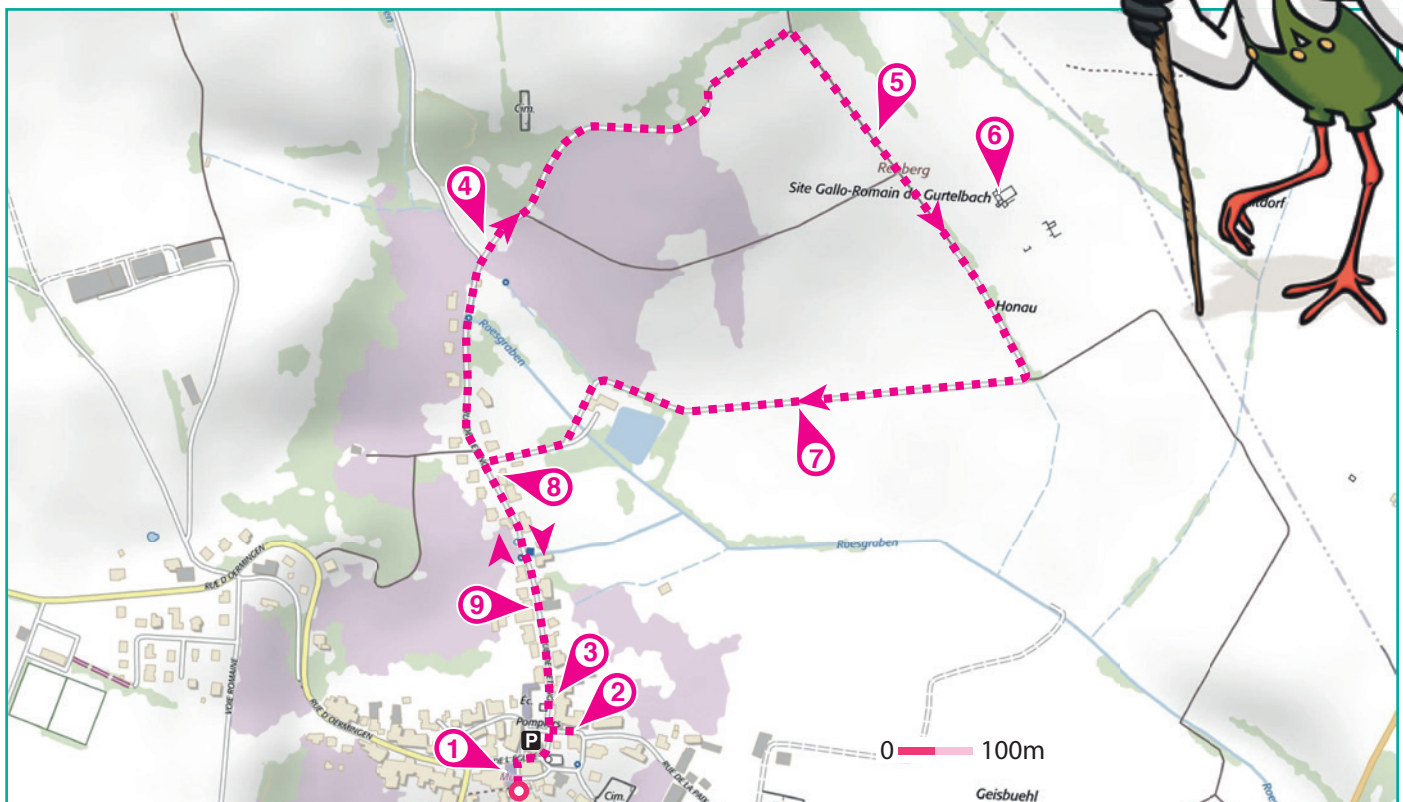 Cim.
5
6
Rebberg
Site Gallo-Romain de Gurtelbach
4
Honau
Roesgraben
7
8
Roesgraben
RUE D'OERMINGEN
9
VOIE ROMAINE
3
2
Éc.
Pompiers
P
RUE D'OERMINGEN
1
RUE DE LA PAIX
0 100m
Cim.
Geisbuehl